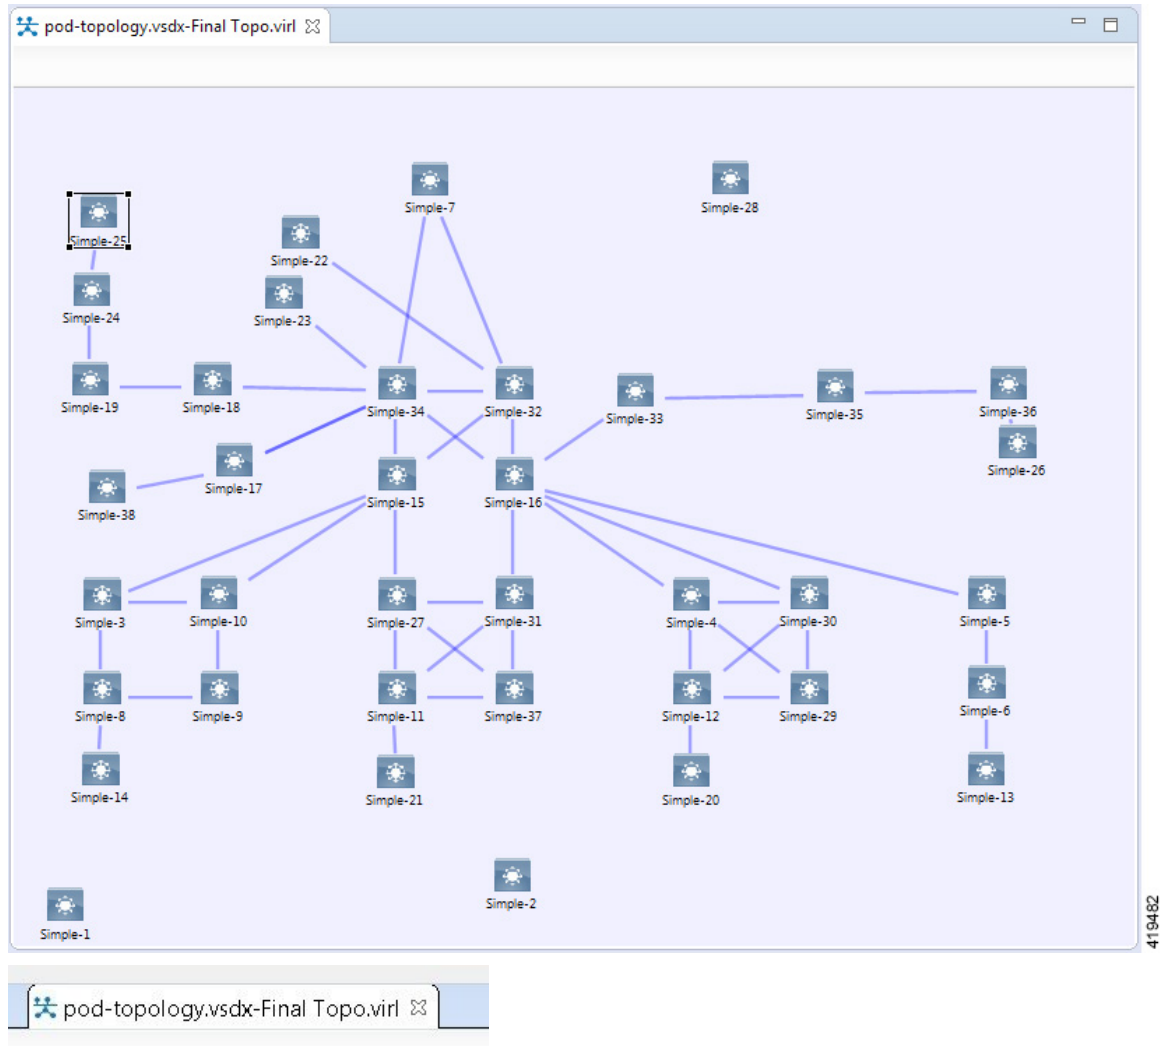 pod-topology.vsdx-Final Topo.virl
Simple-7
Simple-28
Simple-25
Simple-22
Simple-24
Simple-23
Simple-19
Simple-18
Simple-34
Simple-32
Simple-33
Simple-35
Simple-36
Simple-26
Simple-17
Simple-38
Simple-15
Simple-16
Simple-3
Simple-10
Simple-27
Simple-31
Simple-4
Simple-30
Simple-5
Simple-8
Simple-9
Simple-11
Simple-37
Simple-12
Simple-29
Simple-6
Simple-14
Simple-21
Simple-20
Simple-13
Simple-2
Simple-1
419482
pod-topology.vsdx-Final Topo.virl